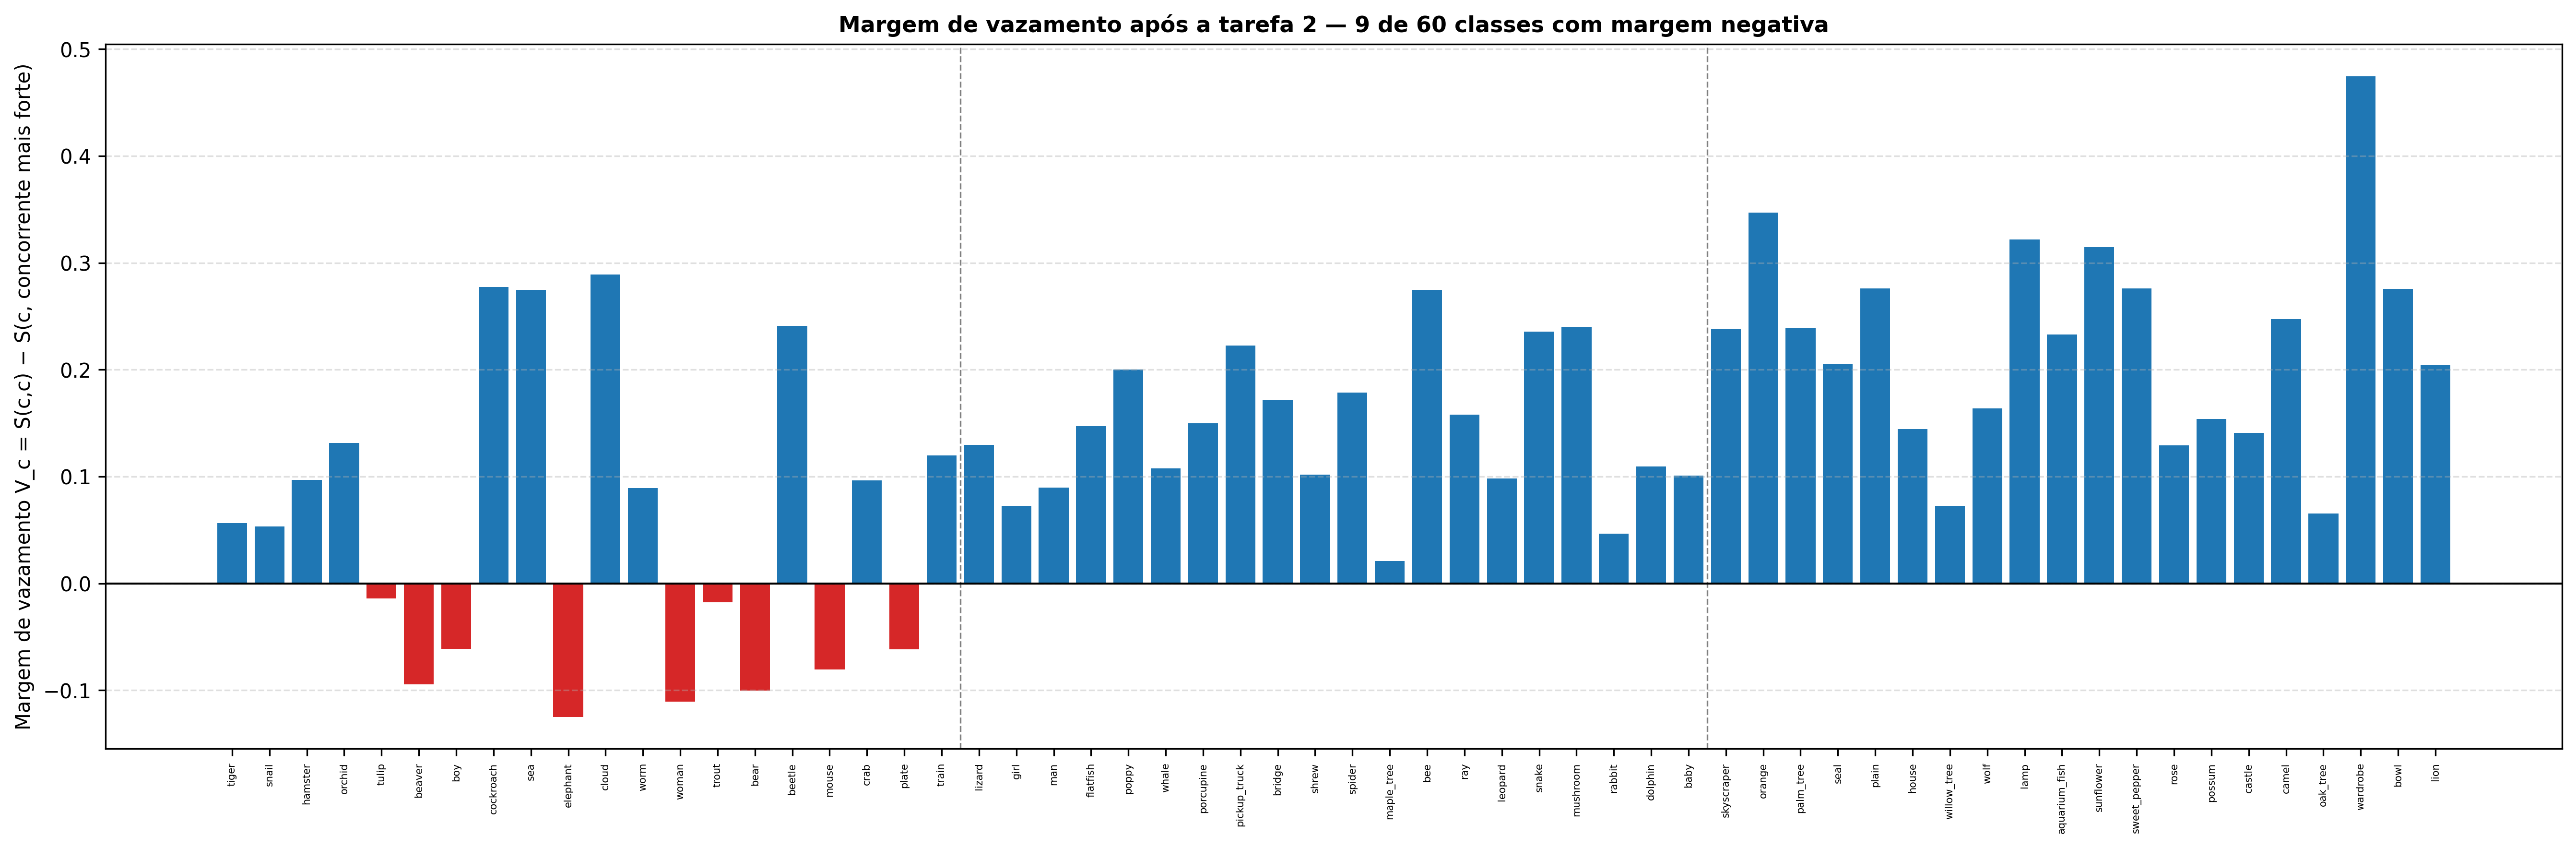 Margem de vazamento após a tarefa 2 — 9 de 60 classes com margem negativa
Margem de vazamento V_c = S(c,c) − S(c, concorrente mais forte)
0.5
0.4
0.3
0.2
0.1
0.0
−0.1
tiger
snail
hamster
orchid
tulip
beaver
boy
cockroach
sea
elephant
cloud
worm
woman
trout
bear
beetle
mouse
crab
plate
train
lizard
girl
man
flatfish
poppy
whale
porcupine
pickup_truck
bridge
shrew
spider
maple_tree
bee
ray
leopard
snake
mushroom
rabbit
dolphin
baby
skyscraper
orange
palm_tree
seal
plain
house
willow_tree
wolf
lamp
aquarium_fish
sunflower
sweet_pepper
rose
possum
castle
camel
oak_tree
wardrobe
bowl
lion